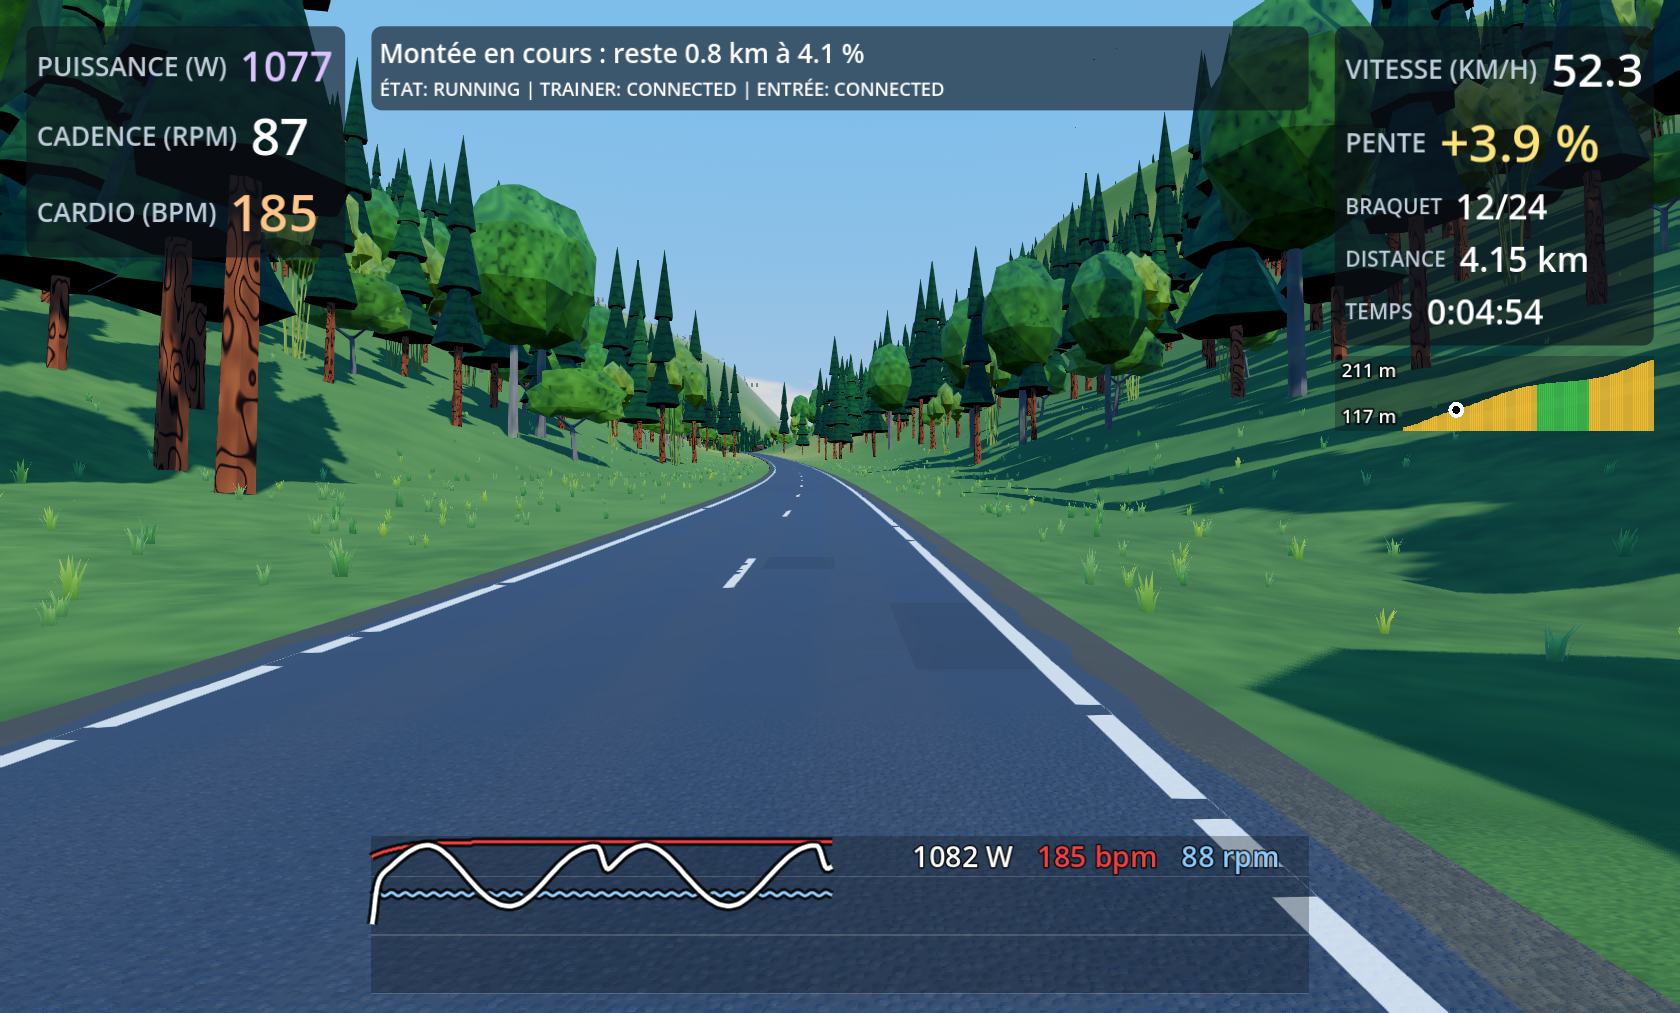 PUISSANCE (W) 1077
CADENCE (RPM) 87
CARDIO (BPM) 185
Montée en cours : reste 0.8 km à 4.1 %
ÉTAT: RUNNING | TRAINER: CONNECTED | ENTRÉE: CONNECTED
VITESSE (KM/H) 52.3
PENTE +3.9 %
BRAQUET 12/24
DISTANCE 4.15 km
TEMPS 0:04:54
211 m
117 m
1082 W 185 bpm 88 rpm